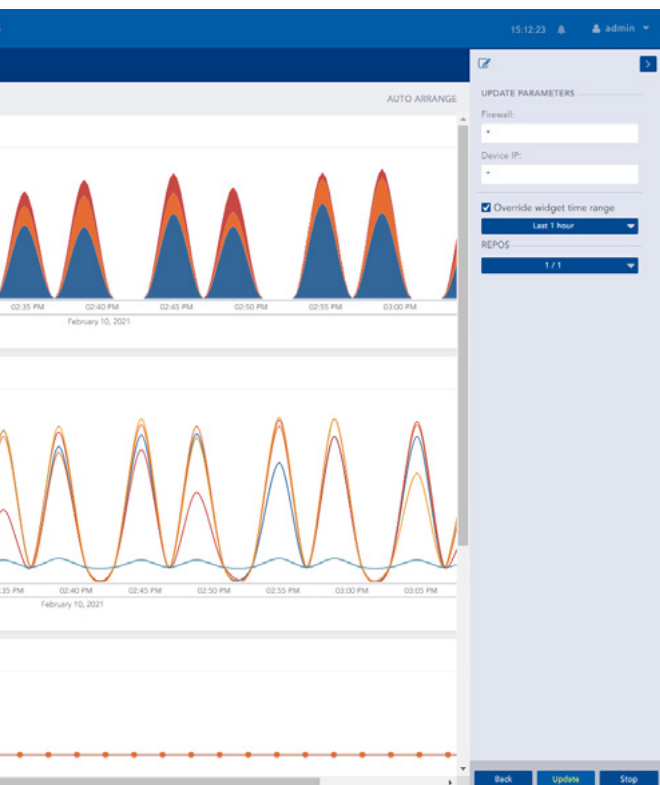 15:12:23 admin
AUTO ARRANGE
UPDATE PARAMETERS
Firewall:
*
Device IP:
*
Override widget time range
Last 1 hour
REPOS
1 / 1
02:35 PM 02:40 PM 02:45 PM 02:50 PM 02:55 PM 03:00 PM
February 10, 2021
:35 PM 02:40 PM 02:45 PM 02:50 PM 02:55 PM 03:00 PM 03:05 PM
February 10, 2021
Back Update Stop